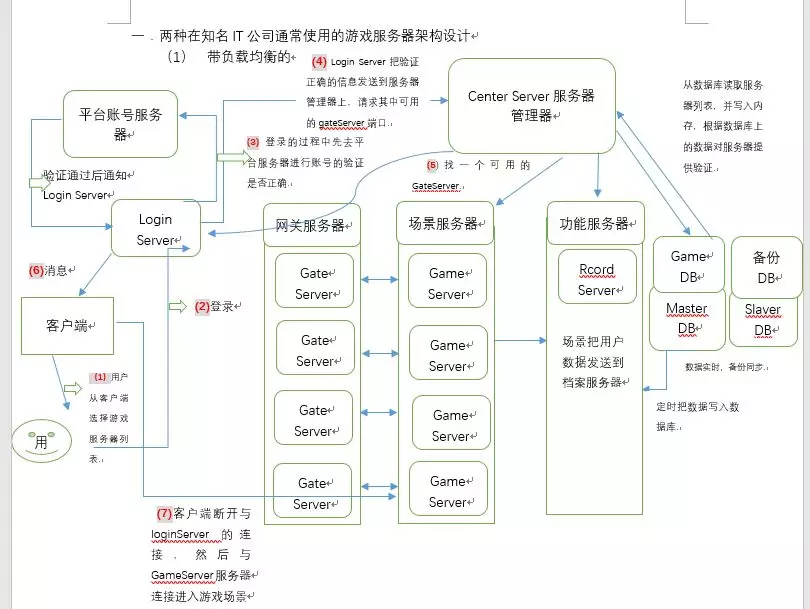 一．两种在知名 IT 公司通常使用的游戏服务器架构设计
（1） 带负载均衡的
(4) Login Server 把验证
正确的信息发送到服务器
管理器上，请求其中可用
的 gateServer 端口.
Center Server 服务器
管理器
从数据库读取服务
器列表，并写入内
存，根据数据库上
的数据对服务器提
供验证.
平台账号服务
器
(3) 登录的过程中先去平
台服务器进行账号的验证
是否正确.
(5) 找一个可用的
GateServer.
验证通过后通知
Login Server
Login
Server
网关服务器
场景服务器
功能服务器
Gate
Server
Game
Server
Rcord
Server
Game
DB
备份
DB
Master
DB
Slaver
DB
(6)消息
(2)登录
客户端
Gate
Server
Game
Server
场景把用户
数据发送到
档案服务器
数据实时，备份同步.
(1) 用户
从客户端
选择游戏
服务器列
表.
定时把数据写入数
据库.
用
Gate
Server
Game
Server
Gate
Server
Game
Server
(7)客户端断开与
loginServer 的连
接．然后与
GameServer 服务器
连接进入游戏场景